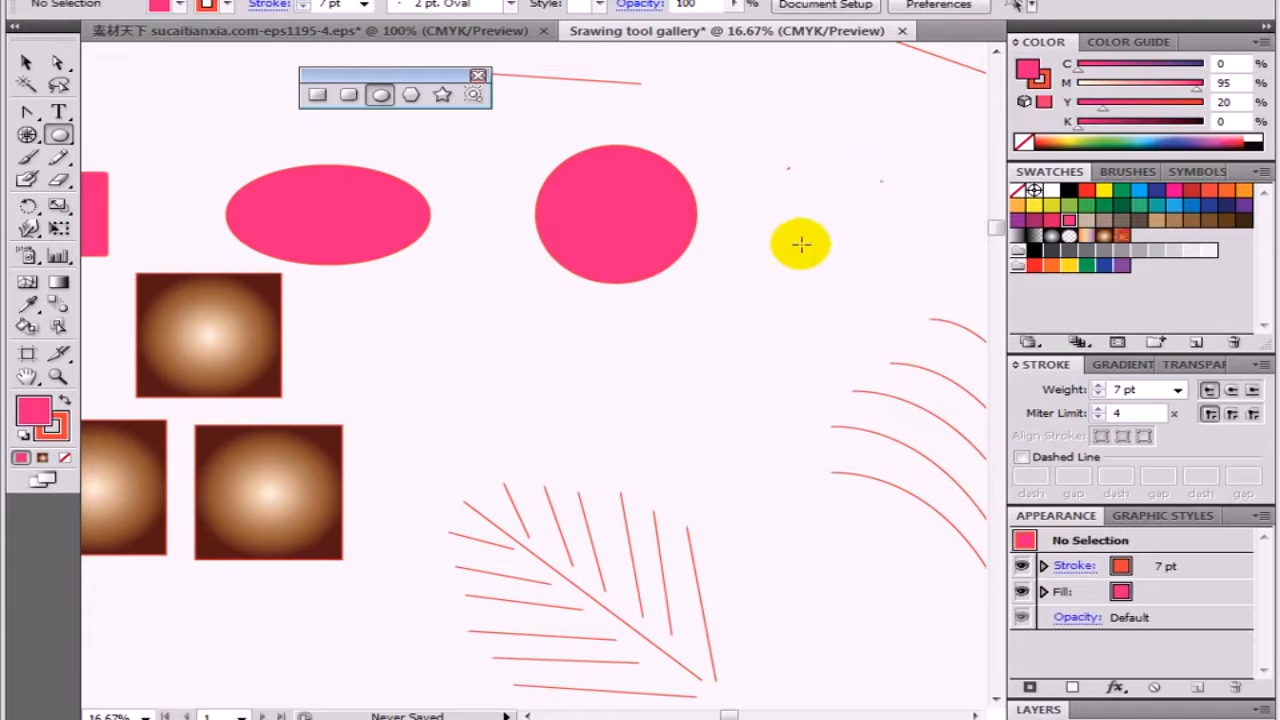 No Selection Stroke: 7 pt 2 pt. Oval Style: Opacity: 100 % Document Setup Preferences
素材天下 sucaitianxia.com-eps1195-4.eps* @ 100% (CMYK/Preview) Srawing tool gallery* @ 16.67% (CMYK/Preview)
COLOR COLOR GUIDE
C 0 %
M 95 %
Y 20 %
K 0 %
SWATCHES BRUSHES SYMBOLS
STROKE GRADIENT TRANSPAR
Weight: 7 pt
Miter Limit: 4 x
Align Stroke:
Dashed Line
dash gap dash gap dash gap
APPEARANCE GRAPHIC STYLES
No Selection
Stroke: 7 pt
Fill:
Opacity: Default
fx
LAYERS
16.67% 1 Never Saved